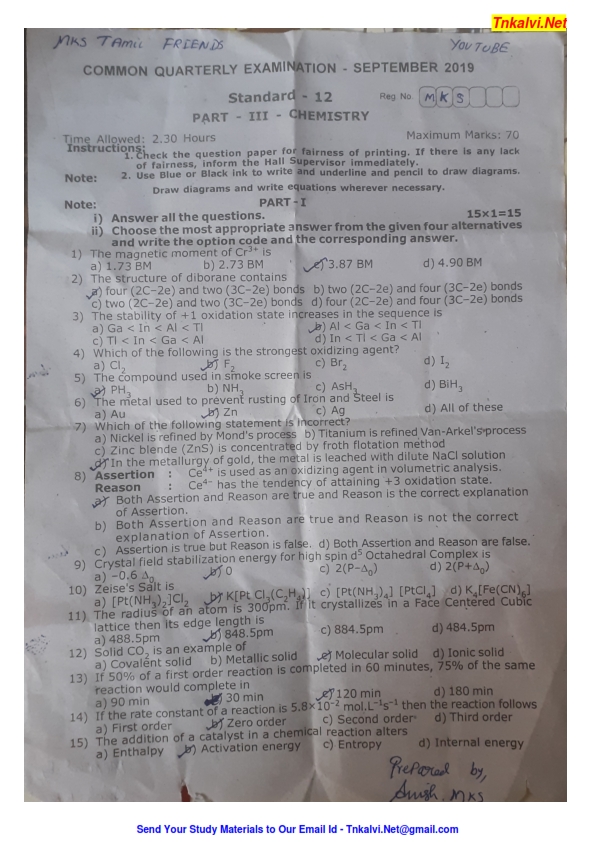 Tnkalvi.Net
MKS TAMIL FRIENDS YOUTUBE
COMMON QUARTERLY EXAMINATION - SEPTEMBER 2019
Standard - 12 Reg No. M K S
PART - III - CHEMISTRY
Time Allowed: 2.30 Hours Maximum Marks: 70
Instructions: 1. Check the question paper for fairness of printing. If there is any lack
of fairness, inform the Hall Supervisor immediately.
Note: 2. Use Blue or Black ink to write and underline and pencil to draw diagrams.
Draw diagrams and write equations wherever necessary.
Note: PART-I
i) Answer all the questions. 15×1=15
ii) Choose the most appropriate answer from the given four alternatives
and write the option code and the corresponding answer.
1) The magnetic moment of Cr³⁺ is
a) 1.73 BM b) 2.73 BM c) 3.87 BM d) 4.90 BM
2) The structure of diborane contains
a) four (2C-2e) and two (3C-2e) bonds b) two (2C-2e) and four (3C-2e) bonds
c) two (2C-2e) and two (3C-2e) bonds d) four (2C-2e) and four (3C-2e) bonds
3) The stability of +1 oxidation state increases in the sequence is
a) Ga < In < Al < Tl b) Al < Ga < In < Tl
c) Tl < In < Ga < Al d) In < Tl < Ga < Al
4) Which of the following is the strongest oxidizing agent?
a) Cl₂ b) F₂ c) Br₂ d) I₂
5) The compound used in smoke screen is
a) PH₃ b) NH₃ c) AsH₃ d) BiH₃
6) The metal used to prevent rusting of Iron and Steel is
a) Au b) Zn c) Ag d) All of these
7) Which of the following statement is incorrect?
a) Nickel is refined by Mond's process b) Titanium is refined Van-Arkel's process
c) Zinc blende (ZnS) is concentrated by froth flotation method
d) In the metallurgy of gold, the metal is leached with dilute NaCl solution
8) Assertion : Ce⁴⁺ is used as an oxidizing agent in volumetric analysis.
Reason : Ce⁴⁻ has the tendency of attaining +3 oxidation state.
a) Both Assertion and Reason are true and Reason is the correct explanation
of Assertion.
b) Both Assertion and Reason are true and Reason is not the correct
explanation of Assertion.
c) Assertion is true but Reason is false. d) Both Assertion and Reason are false.
9) Crystal field stabilization energy for high spin d⁵ Octahedral Complex is
a) -0.6 Δ₀ b) 0 c) 2(P-Δ₀) d) 2(P+Δ₀)
10) Zeise's Salt is
a) [Pt(NH₃)₂]Cl₂ b) K[Pt Cl₃(C₂H₄)] c) [Pt(NH₃)₄] [PtCl₄] d) K₄[Fe(CN)₆]
11) The radius of an atom is 300pm. If it crystallizes in a Face Centered Cubic
lattice then its edge length is
a) 488.5pm b) 848.5pm c) 884.5pm d) 484.5pm
12) Solid CO₂ is an example of
a) Covalent solid b) Metallic solid c) Molecular solid d) Ionic solid
13) If 50% of a first order reaction is completed in 60 minutes, 75% of the same
reaction would complete in
a) 90 min b) 30 min c) 120 min d) 180 min
14) If the rate constant of a reaction is 5.8×10⁻² mol.L⁻¹s⁻¹ then the reaction follows
a) First order b) Zero order c) Second order d) Third order
15) The addition of a catalyst in a chemical reaction alters
a) Enthalpy b) Activation energy c) Entropy d) Internal energy
Prepared by,
Anish. MKS
Send Your Study Materials to Our Email Id - Tnkalvi.Net@gmail.com